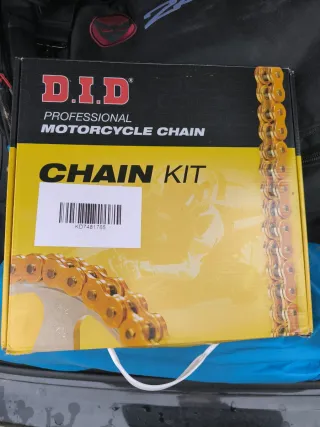 D.I.D®
PROFESSIONAL
MOTORCYCLE CHAIN
CHAIN KIT